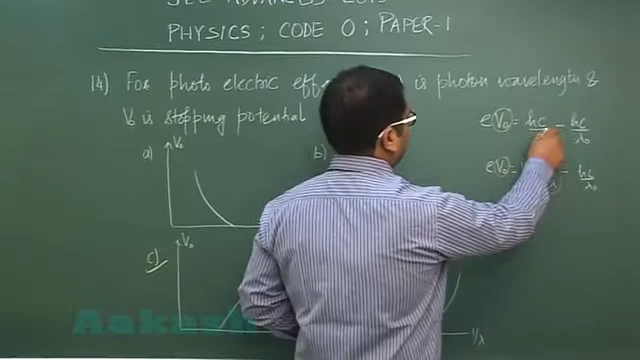 PHYSICS ; CODE 0 ; PAPER-1
14) For photo electric is photon wavelength &
V₀ is stopping potential
eV₀ = hc/λ - hc/λ₀
eV₀ = - hc/λ₀
a) V₀
b)
c) V₀
1/λ
Aakash